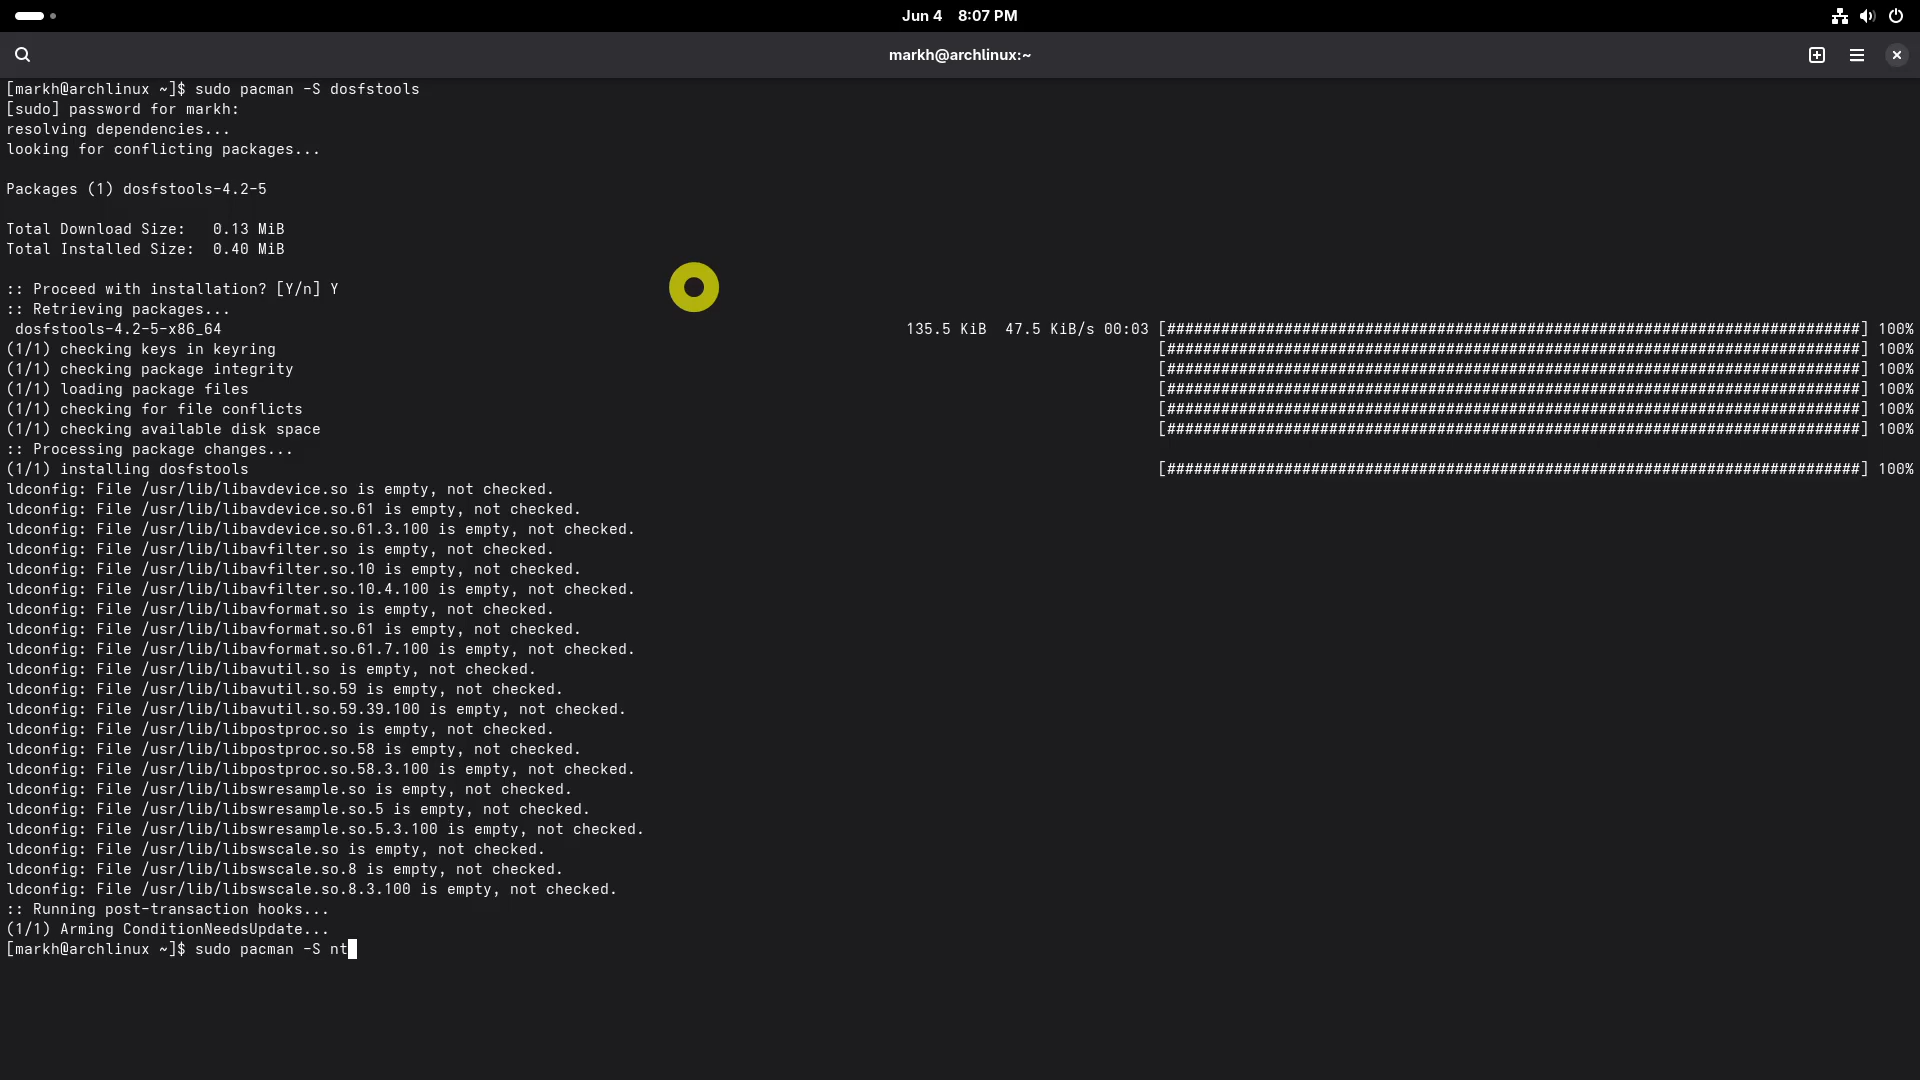 Jun 4 8:07 PM
markh@archlinux:~
[markh@archlinux ~]$ sudo pacman -S dosfstools
[sudo] password for markh:
resolving dependencies...
looking for conflicting packages...
Packages (1) dosfstools-4.2-5
Total Download Size:   0.13 MiB
Total Installed Size:  0.40 MiB
:: Proceed with installation? [Y/n] Y
:: Retrieving packages...
dosfstools-4.2-5-x86_64 135.5 KiB 47.5 KiB/s 00:03 [#############################################################################] 100%
(1/1) checking keys in keyring [#############################################################################] 100%
(1/1) checking package integrity [#############################################################################] 100%
(1/1) loading package files [#############################################################################] 100%
(1/1) checking for file conflicts [#############################################################################] 100%
(1/1) checking available disk space [#############################################################################] 100%
:: Processing package changes...
(1/1) installing dosfstools [#############################################################################] 100%
ldconfig: File /usr/lib/libavdevice.so is empty, not checked.
ldconfig: File /usr/lib/libavdevice.so.61 is empty, not checked.
ldconfig: File /usr/lib/libavdevice.so.61.3.100 is empty, not checked.
ldconfig: File /usr/lib/libavfilter.so is empty, not checked.
ldconfig: File /usr/lib/libavfilter.so.10 is empty, not checked.
ldconfig: File /usr/lib/libavfilter.so.10.4.100 is empty, not checked.
ldconfig: File /usr/lib/libavformat.so is empty, not checked.
ldconfig: File /usr/lib/libavformat.so.61 is empty, not checked.
ldconfig: File /usr/lib/libavformat.so.61.7.100 is empty, not checked.
ldconfig: File /usr/lib/libavutil.so is empty, not checked.
ldconfig: File /usr/lib/libavutil.so.59 is empty, not checked.
ldconfig: File /usr/lib/libavutil.so.59.39.100 is empty, not checked.
ldconfig: File /usr/lib/libpostproc.so is empty, not checked.
ldconfig: File /usr/lib/libpostproc.so.58 is empty, not checked.
ldconfig: File /usr/lib/libpostproc.so.58.3.100 is empty, not checked.
ldconfig: File /usr/lib/libswresample.so is empty, not checked.
ldconfig: File /usr/lib/libswresample.so.5 is empty, not checked.
ldconfig: File /usr/lib/libswresample.so.5.3.100 is empty, not checked.
ldconfig: File /usr/lib/libswscale.so is empty, not checked.
ldconfig: File /usr/lib/libswscale.so.8 is empty, not checked.
ldconfig: File /usr/lib/libswscale.so.8.3.100 is empty, not checked.
:: Running post-transaction hooks...
(1/1) Arming ConditionNeedsUpdate...
[markh@archlinux ~]$ sudo pacman -S nt